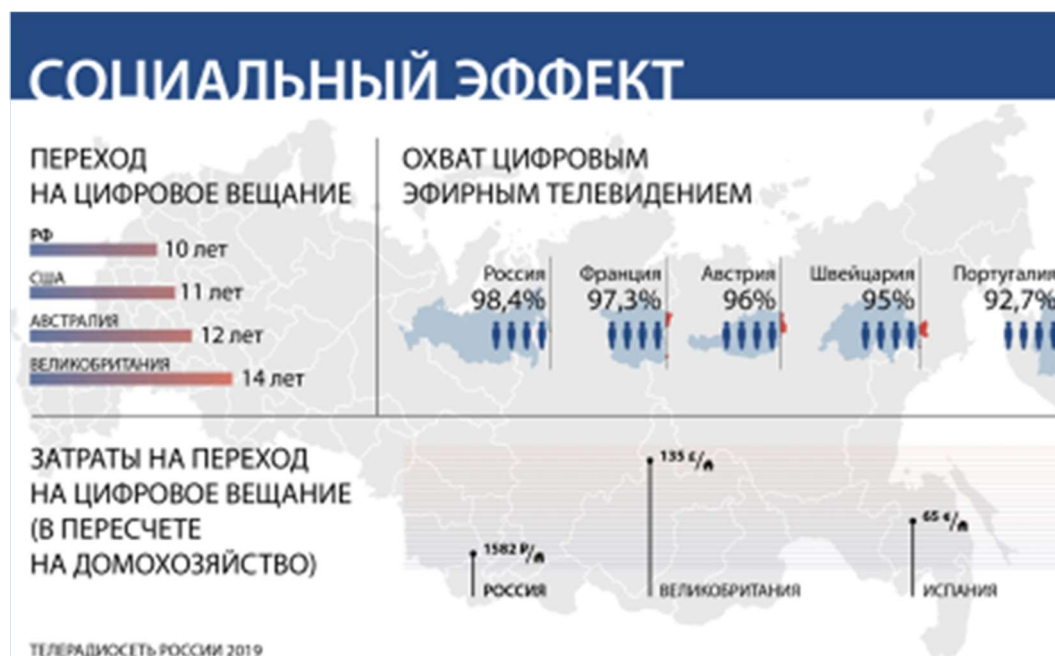 СОЦИАЛЬНЫЙ ЭФФЕКТ
ПЕРЕХОД
НА ЦИФРОВОЕ ВЕЩАНИЕ
РФ
10 лет
США
11 лет
АВСТРАЛИЯ
12 лет
ВЕЛИКОБРИТАНИЯ
14 лет
ОХВАТ ЦИФРОВЫМ
ЭФИРНЫМ ТЕЛЕВИДЕНИЕМ
Россия
98,4%
Франция
97,3%
Австрия
96%
Швейцария
95%
Португалия
92,7%
ЗАТРАТЫ НА ПЕРЕХОД
НА ЦИФРОВОЕ ВЕЩАНИЕ
(В ПЕРЕСЧЕТЕ
НА ДОМОХОЗЯЙСТВО)
1582 ₽/
РОССИЯ
135 £/
ВЕЛИКОБРИТАНИЯ
65 €/
ИСПАНИЯ
ТЕЛЕРАДИОСЕТЬ РОССИИ 2019